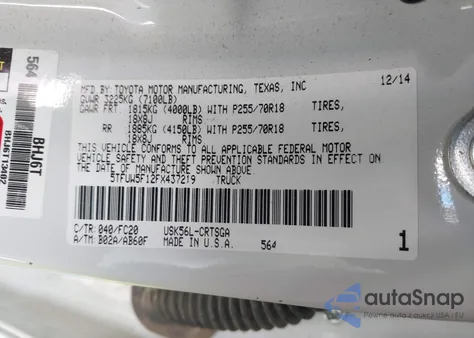 MFD BY: TOYOTA MOTOR MANUFACTURING, TEXAS, INC 12/14
GVWR 3225KG (7100LB)
GAWR FRT 1815KG (4000LB) WITH P255/70R18 TIRES,
18X8J RIMS
RR 1885KG (4150LB) WITH P255/70R18 TIRES,
18X8J RIMS
THIS VEHICLE CONFORMS TO ALL APPLICABLE FEDERAL MOTOR
VEHICLE SAFETY AND THEFT PREVENTION STANDARDS IN EFFECT ON
THE DATE OF MANUFACTURE SHOWN ABOVE.
5TFUW5F12FX437219 TRUCK
C/TR: 040/FC20 USK56L-CRTSGA
A/TM: B02A/AB60F MADE IN U.S.A. 564 1
564
BHJ6T
autoSnap